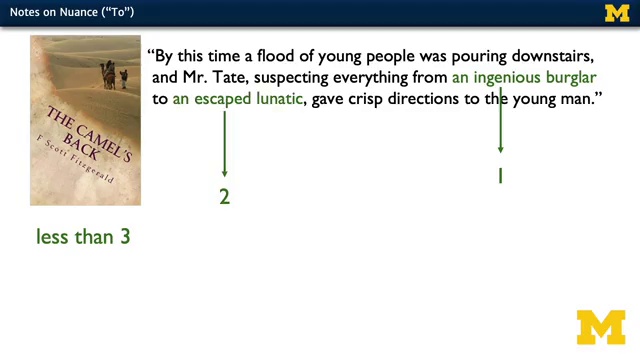 Notes on Nuance (“To”)
M
THE CAMEL'S
BACK
F Scott Fitzgerald
“By this time a flood of young people was pouring downstairs,
and Mr. Tate, suspecting everything from an ingenious burglar
to an escaped lunatic, gave crisp directions to the young man.”
2
1
less than 3
M